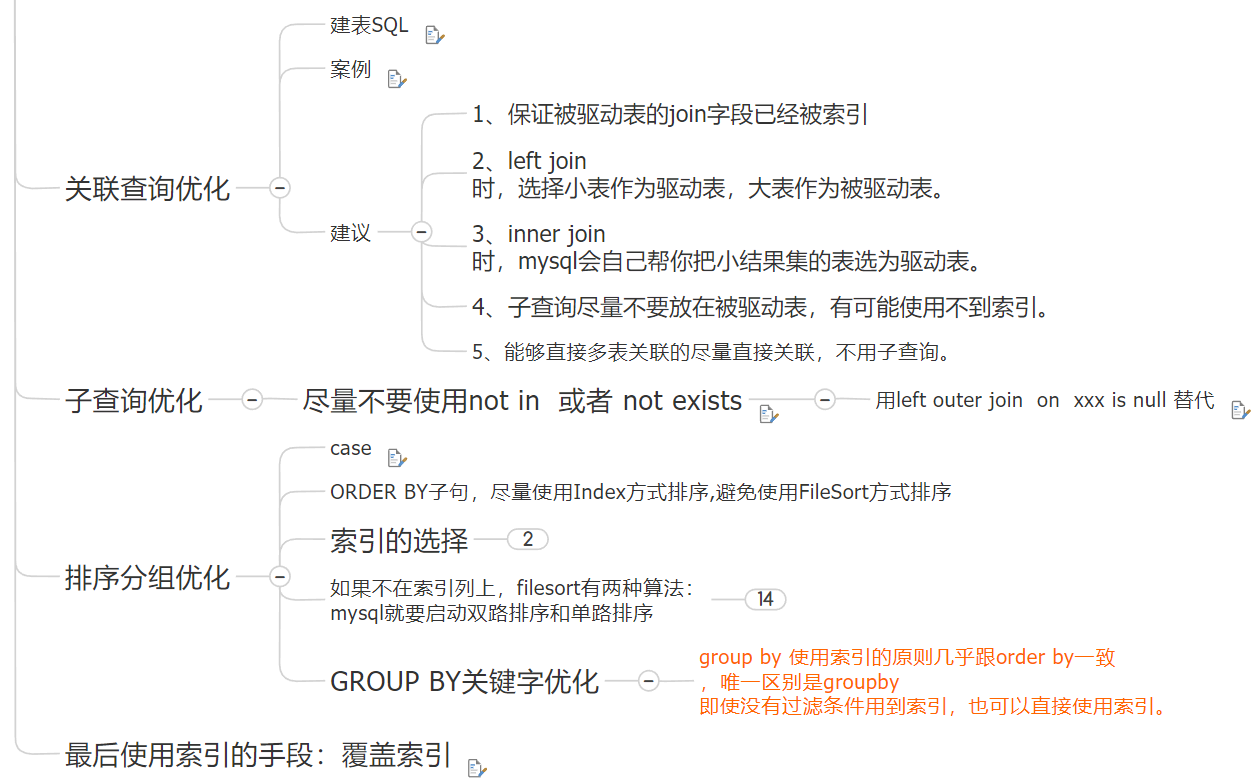 建表SQL
案例
关联查询优化
建议
1、保证被驱动表的join字段已经被索引
2、left join
时，选择小表作为驱动表，大表作为被驱动表。
3、inner join
时，mysql会自己帮你把小结果集的表选为驱动表。
4、子查询尽量不要放在被驱动表，有可能使用不到索引。
5、能够直接多表关联的尽量直接关联，不用子查询。
子查询优化
尽量不要使用not in 或者 not exists
用left outer join on xxx is null 替代
排序分组优化
case
ORDER BY子句，尽量使用Index方式排序,避免使用FileSort方式排序
索引的选择
2
如果不在索引列上，filesort有两种算法：
mysql就要启动双路排序和单路排序
14
GROUP BY关键字优化
group by 使用索引的原则几乎跟order by一致
，唯一区别是groupby
即使没有过滤条件用到索引，也可以直接使用索引。
最后使用索引的手段：覆盖索引